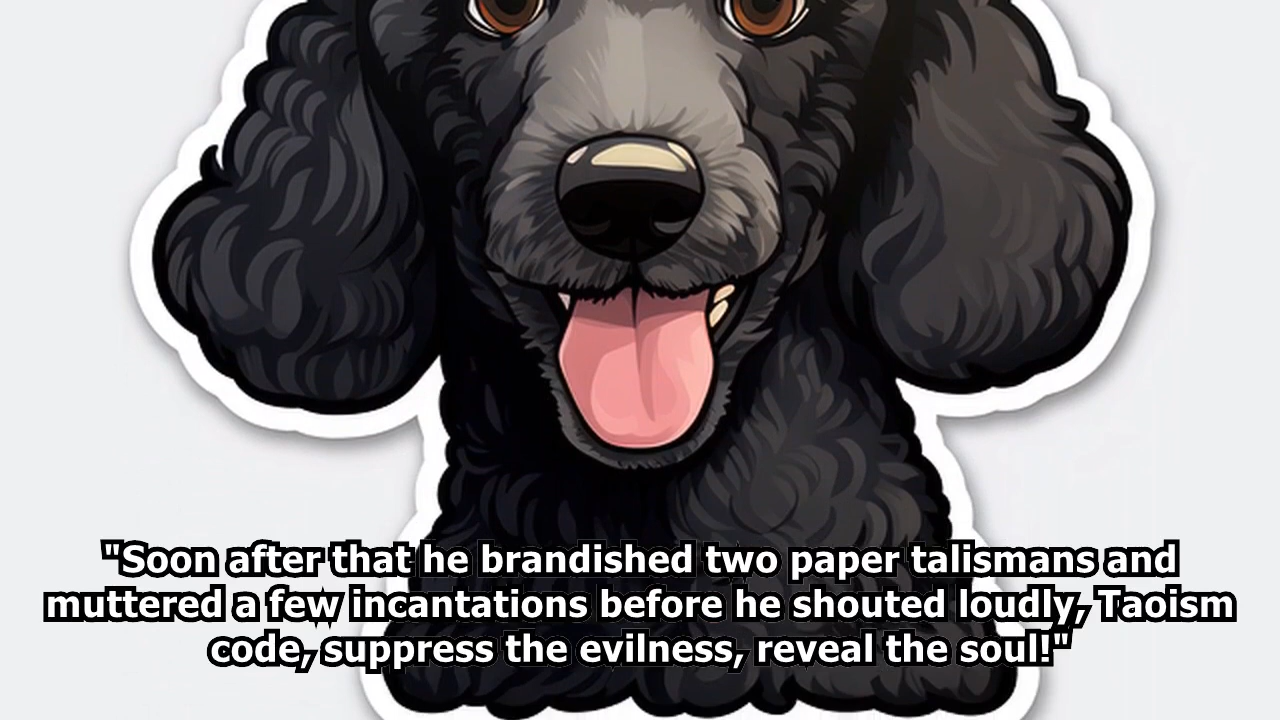 "Soon after that he brandished two paper talismans and
muttered a few incantations before he shouted loudly, Taoism
code, suppress the evilness, reveal the soul!"